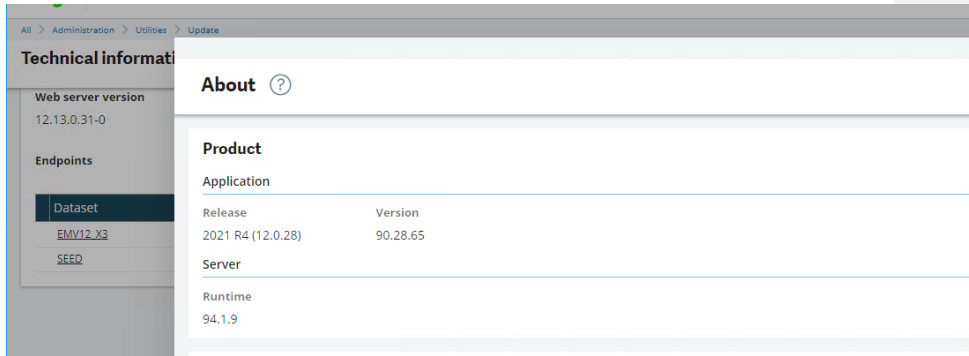 All > Administration > Utilities > Update
Technical informati
Web server version
12.13.0.31-0
Endpoints
Dataset
EMV12_X3
SEED
About ?
Product
Application
Release Version
2021 R4 (12.0.28) 90.28.65
Server
Runtime
94.1.9